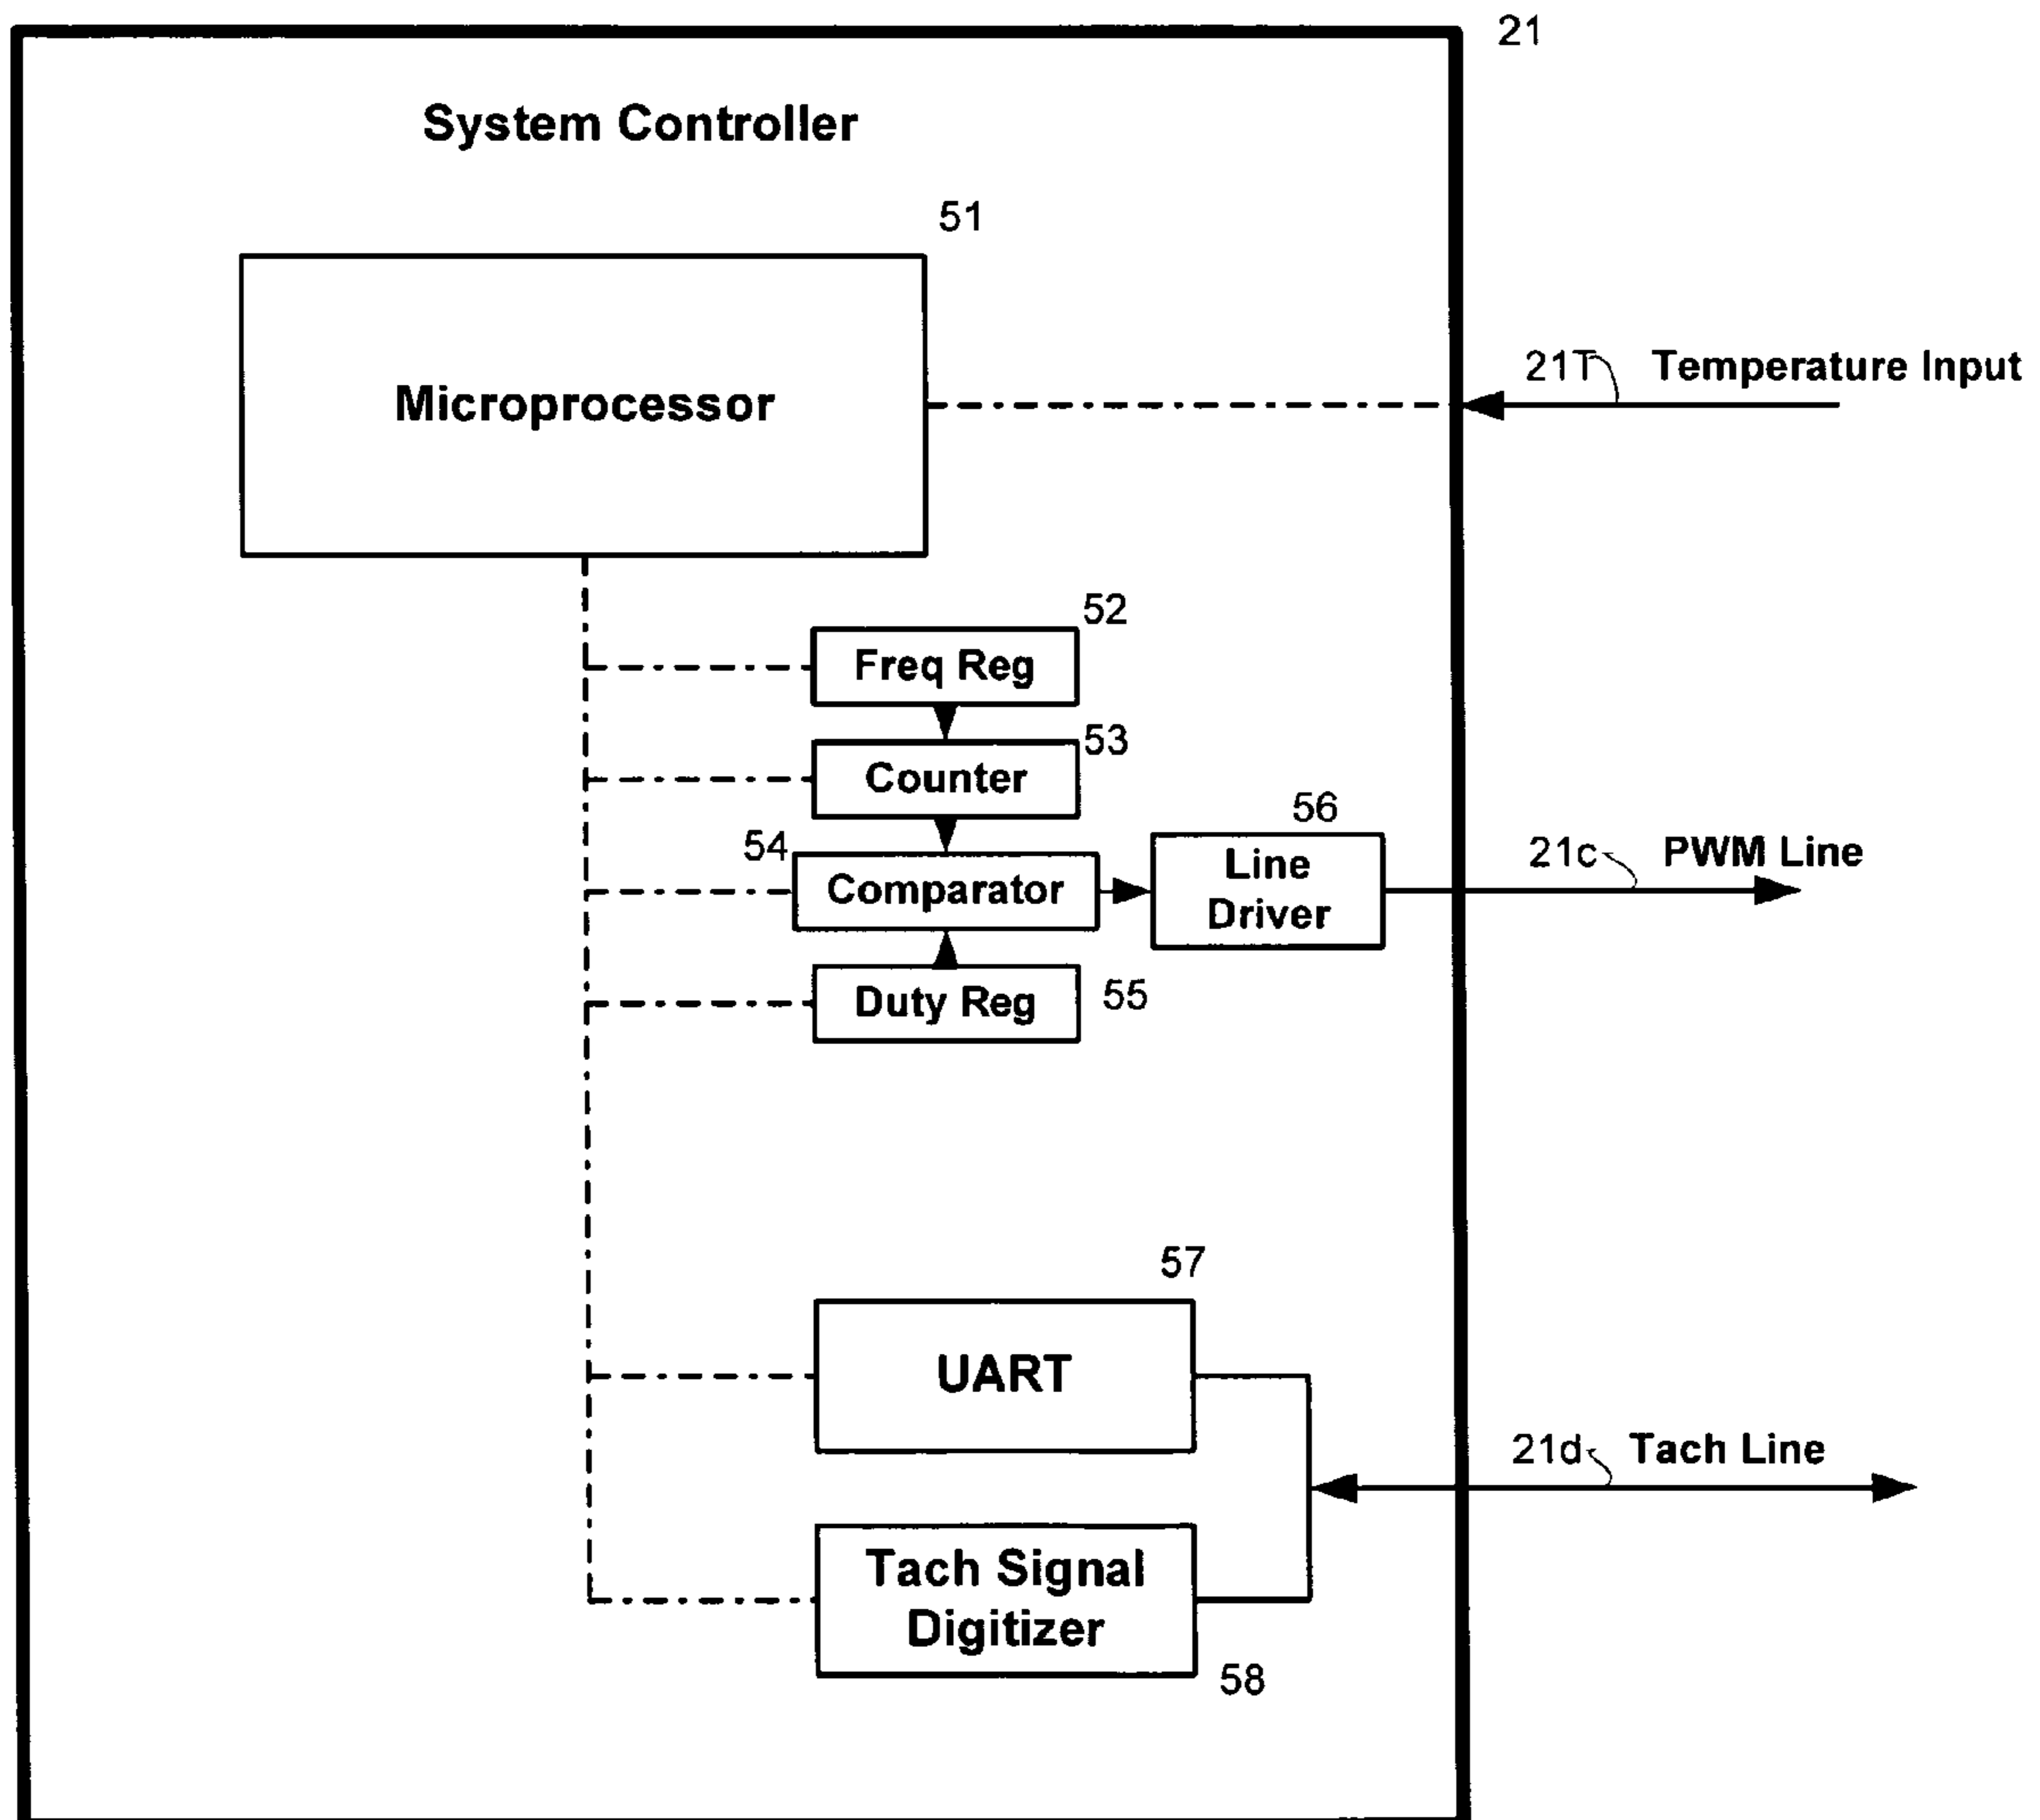 21
System Controller
51
Microprocessor
21T Temperature Input
52
Freq Reg
53
Counter
54
Comparator
56
Line
Driver
21c PWM Line
Duty Reg
55
57
UART
21d Tach Line
Tach Signal
Digitizer
58